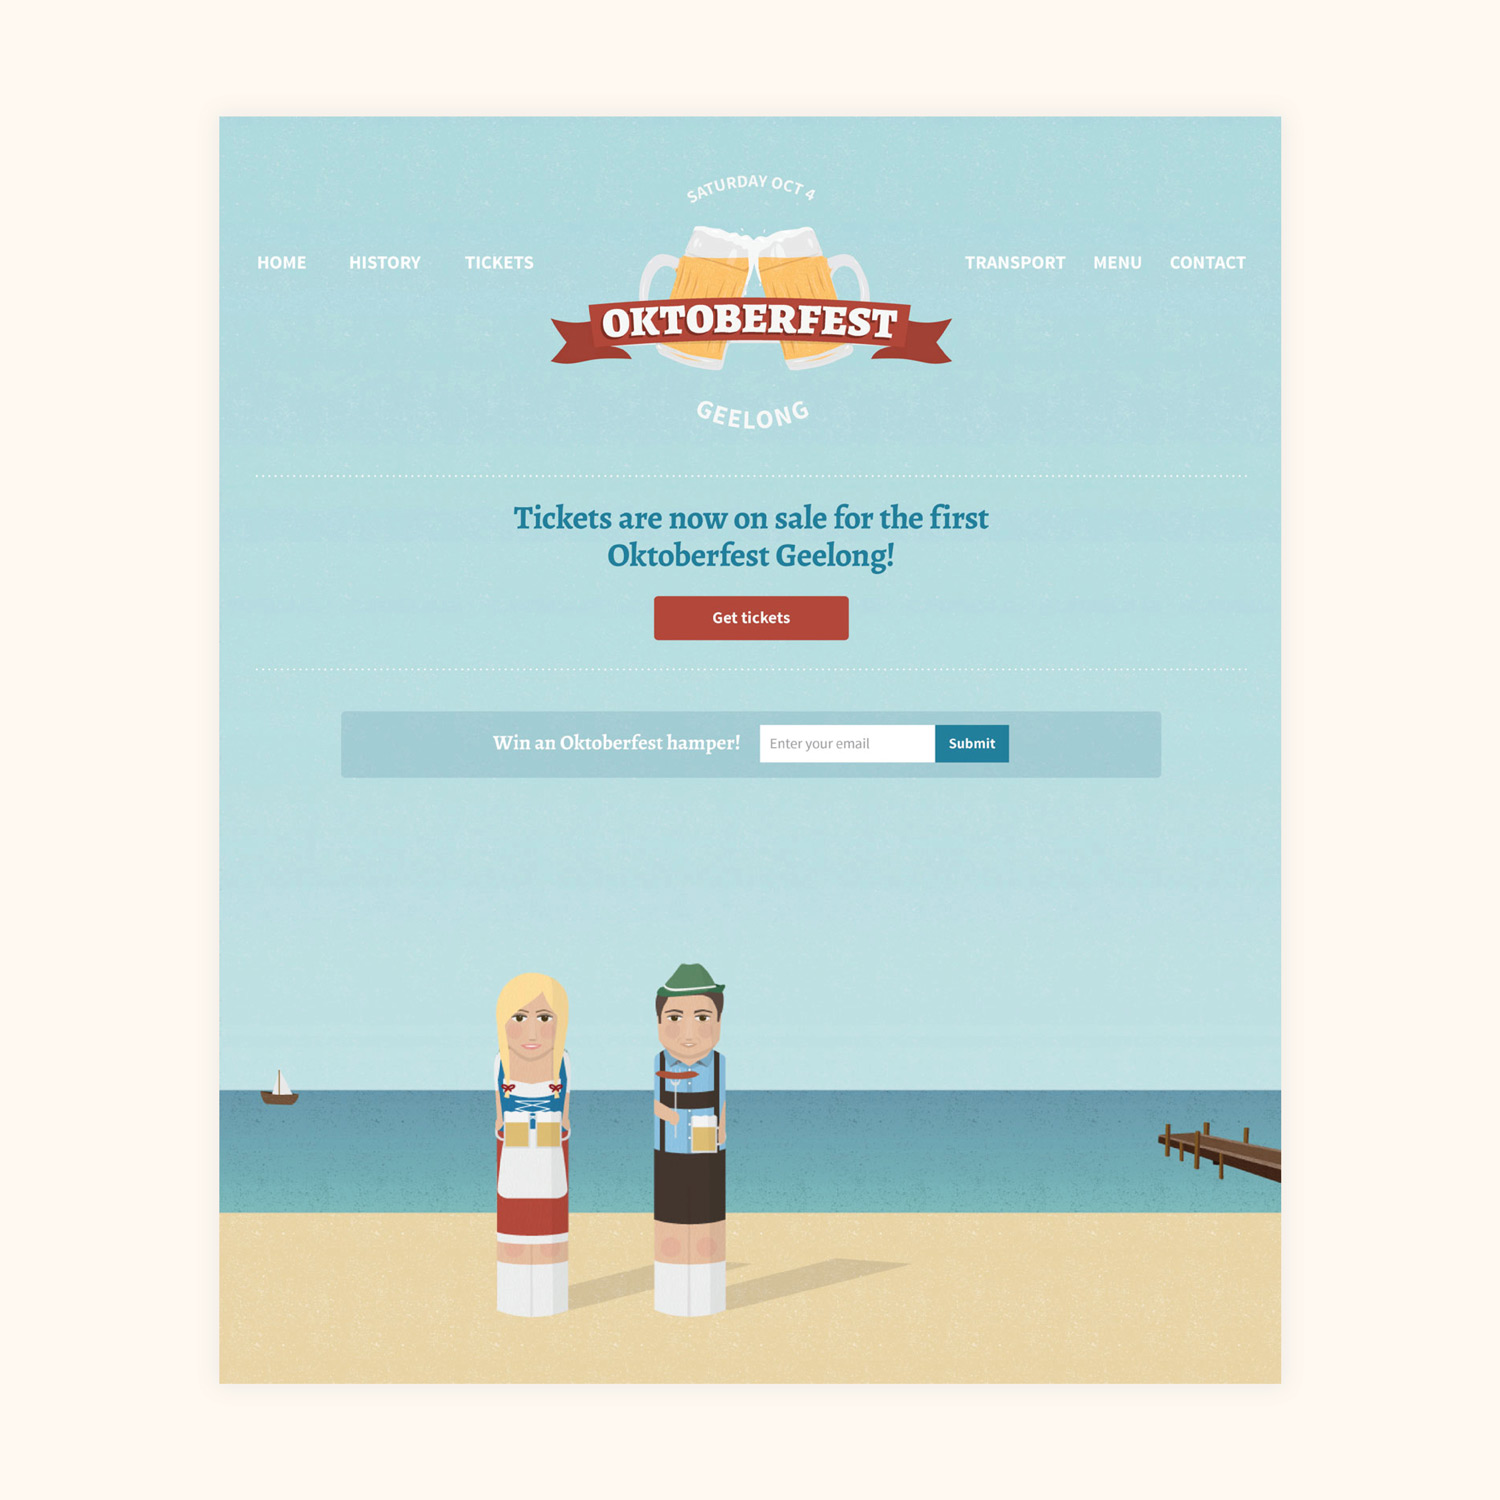 SATURDAY OCT 4
HOME HISTORY TICKETS
TRANSPORT MENU CONTACT
OKTOBERFEST
GEELONG
Tickets are now on sale for the first
Oktoberfest Geelong!
Get tickets
Win an Oktoberfest hamper! Enter your email Submit